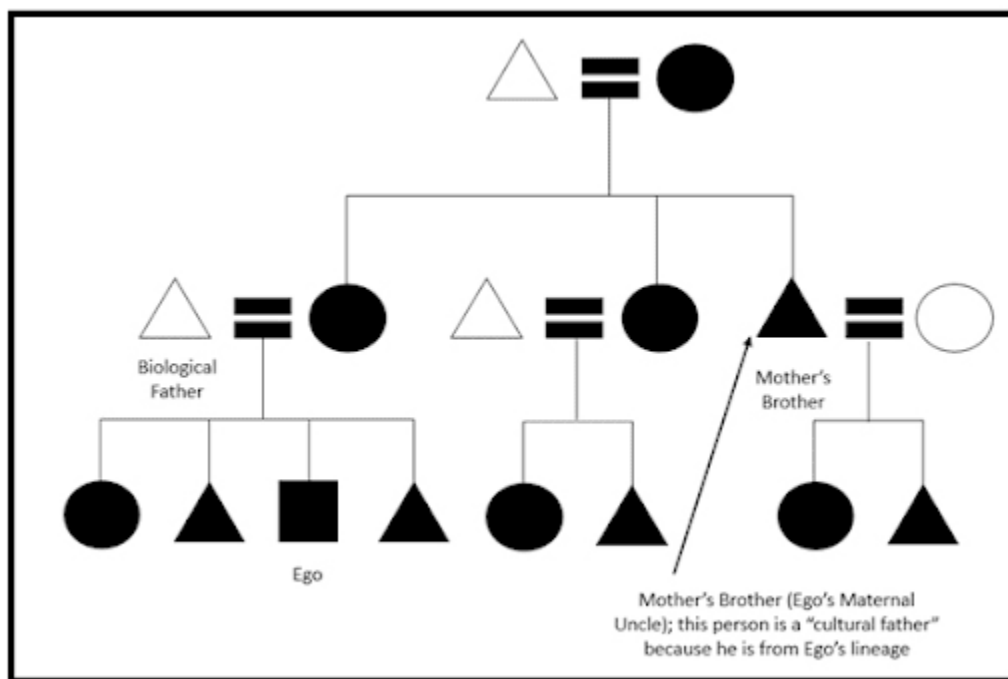 Biological
Father
Mother's
Brother
Ego
Mother's Brother (Ego's Maternal
Uncle); this person is a “cultural father”
because he is from Ego's lineage